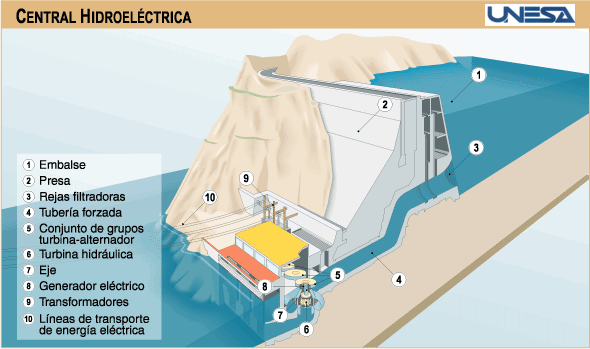 CENTRAL HIDROELÉCTRICA
UNESA
1
2
3
9
10
4
5
8
7
6
1 Embalse
2 Presa
3 Rejas filtradoras
4 Tubería forzada
5 Conjunto de grupos
turbina-alternador
6 Turbina hidráulica
7 Eje
8 Generador eléctrico
9 Transformadores
10 Líneas de transporte
de energía eléctrica